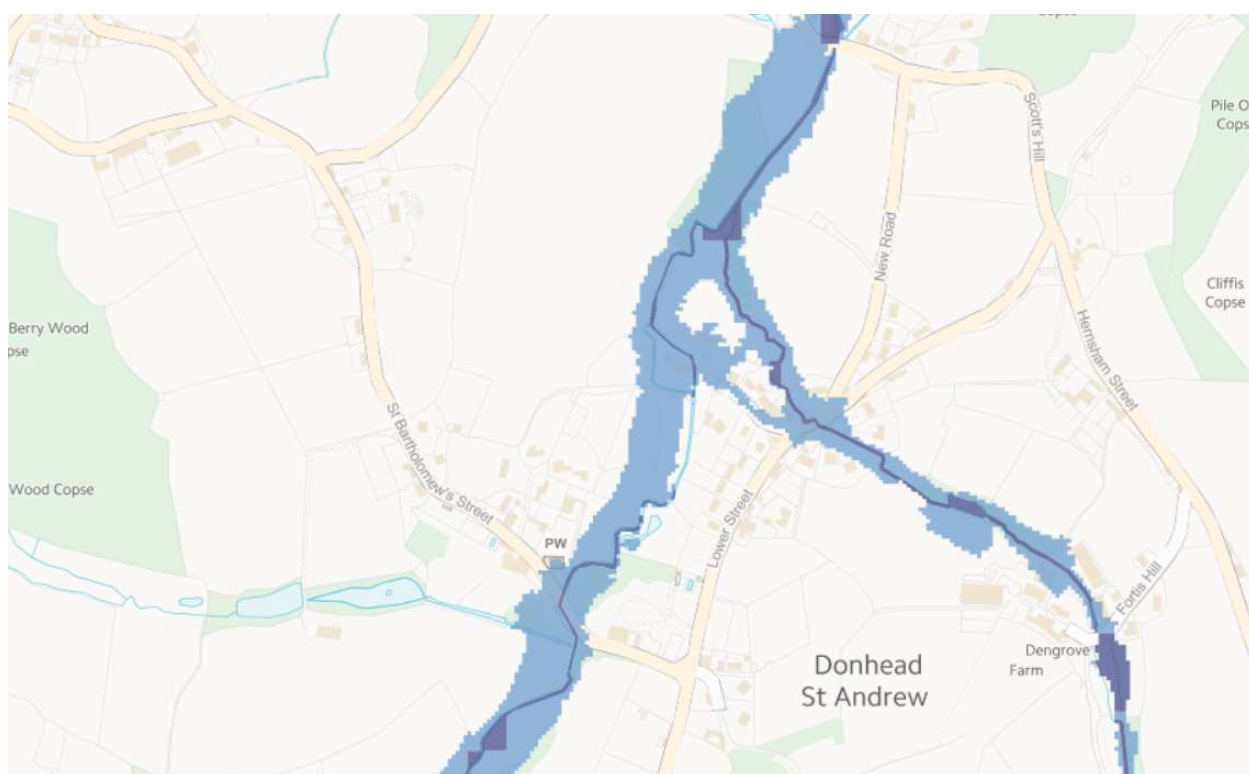 Copse
Scott's Hill
Pile O
Cops
New Road
Cliffis
Copse
Hernsham Street
Berry Wood
pse
St Bartholomew's Street
Wood Copse
Lower Street
PW
Fortis Hill
Donhead
St Andrew
Dengrove
Farm